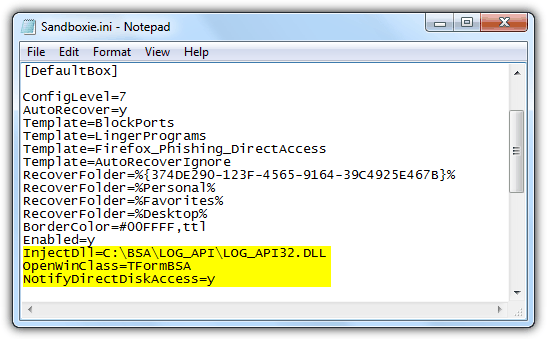 Sandboxie.ini - Notepad
File Edit Format View Help
[DefaultBox]
ConfigLevel=7
AutoRecover=y
Template=BlockPorts
Template=LingerPrograms
Template=Firefox_Phishing_DirectAccess
Template=AutoRecoverIgnore
RecoverFolder=%{374DE290-123F-4565-9164-39C4925E467B}%
RecoverFolder=%Personal%
RecoverFolder=%Favorites%
RecoverFolder=%Desktop%
BorderColor=#00FFFF,ttl
Enabled=y
InjectDll=C:\BSA\LOG_API\LOG_API32.DLL
OpenWinClass=TFormBSA
NotifyDirectDiskAccess=y